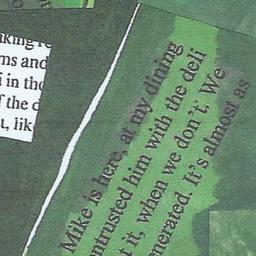 aking re
ms and
i in the
f the d
t, lik
Mike is here, at my dining
entrusted him with the deli
t it, when we don't. We
enerated. It's almost as